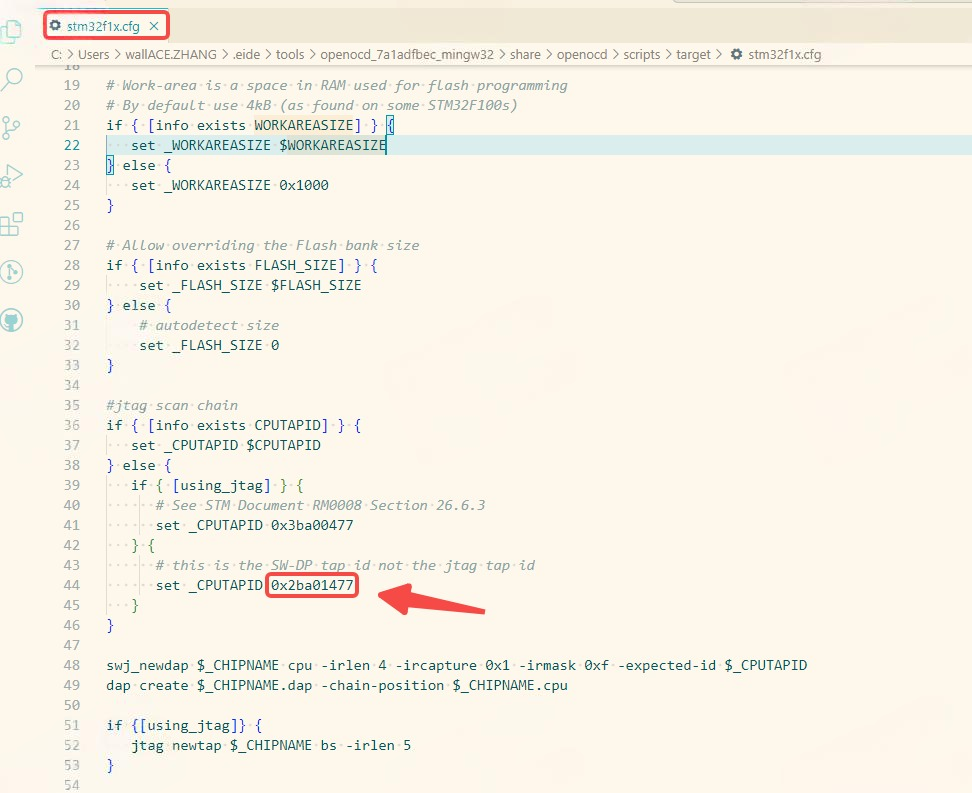 stm32f1x.cfg
C: > Users > wallACE.ZHANG > .eide > tools > openocd_7a1adfbec_mingw32 > share > openocd > scripts > target > stm32f1x.cfg
18
19 # Work-area is a space in RAM used for flash programming
20 # By default use 4kB (as found on some STM32F100s)
21 if { [info exists WORKAREASIZE] } {
22    set _WORKAREASIZE $WORKAREASIZE
23 } else {
24    set _WORKAREASIZE 0x1000
25 }
26
27 # Allow overriding the Flash bank size
28 if { [info exists FLASH_SIZE] } {
29     set _FLASH_SIZE $FLASH_SIZE
30 } else {
31     # autodetect size
32     set _FLASH_SIZE 0
33 }
34
35 #jtag scan chain
36 if { [info exists CPUTAPID] } {
37    set _CPUTAPID $CPUTAPID
38 } else {
39    if { [using_jtag] } {
40       # See STM Document RM0008 Section 26.6.3
41       set _CPUTAPID 0x3ba00477
42    } {
43       # this is the SW-DP tap id not the jtag tap id
44       set _CPUTAPID 0x2ba01477
45    }
46 }
47
48 swj_newdap $_CHIPNAME cpu -irlen 4 -ircapture 0x1 -irmask 0xf -expected-id $_CPUTAPID
49 dap create $_CHIPNAME.dap -chain-position $_CHIPNAME.cpu
50
51 if {[using_jtag]} {
52    jtag newtap $_CHIPNAME bs -irlen 5
53 }
54